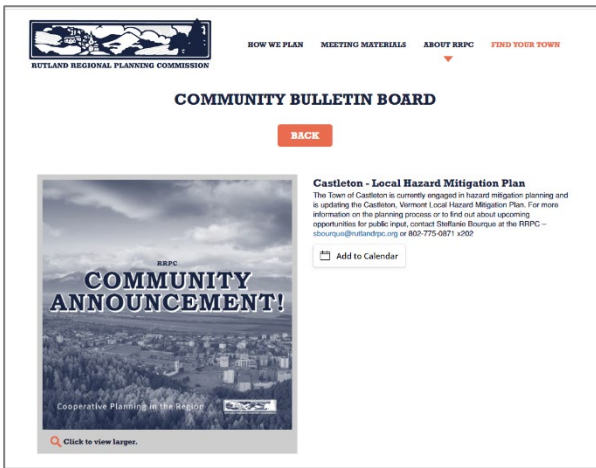 RUTLAND REGIONAL PLANNING COMMISSION
HOW WE PLAN MEETING MATERIALS ABOUT RRPC FIND YOUR TOWN
COMMUNITY BULLETIN BOARD
BACK
RRPC
COMMUNITY
ANNOUNCEMENT!
Cooperative Planning in the Region
Click to view larger.
Castleton - Local Hazard Mitigation Plan
The Town of Castleton is currently engaged in hazard mitigation planning and
is updating the Castleton, Vermont Local Hazard Mitigation Plan. For more
information on the planning process or to find out about upcoming
opportunities for public input, contact Steffanie Bourque at the RRPC –
sbourque@rutlandrpc.org or 802-775-0871 x202
Add to Calendar